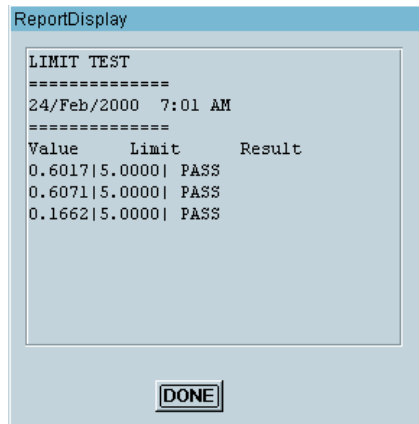 ReportDisplay
LIMIT TEST
==============
24/Feb/2000  7:01 AM
==============
Value     Limit      Result
0.6017|5.0000| PASS
0.6071|5.0000| PASS
0.1662|5.0000| PASS
DONE